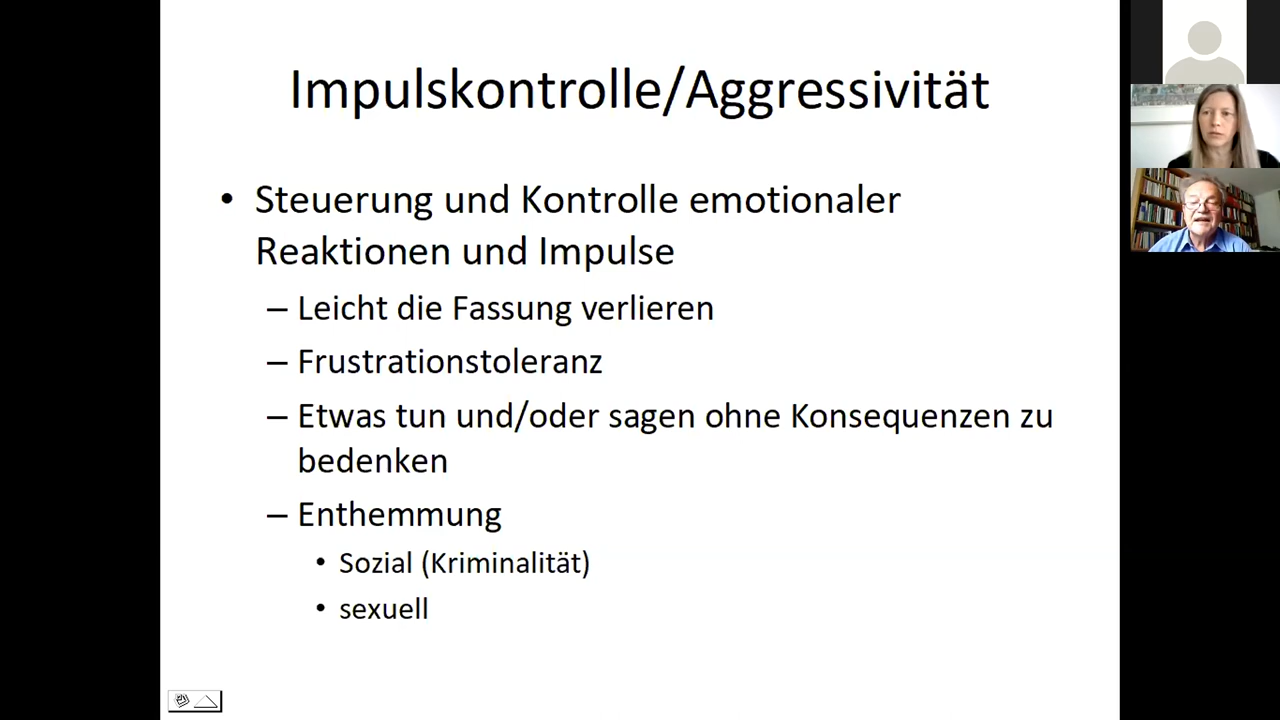 Impulskontrolle/Aggressivität
• Steuerung und Kontrolle emotionaler
Reaktionen und Impulse
– Leicht die Fassung verlieren
– Frustrationstoleranz
– Etwas tun und/oder sagen ohne Konsequenzen zu
bedenken
– Enthemmung
• Sozial (Kriminalität)
• sexuell